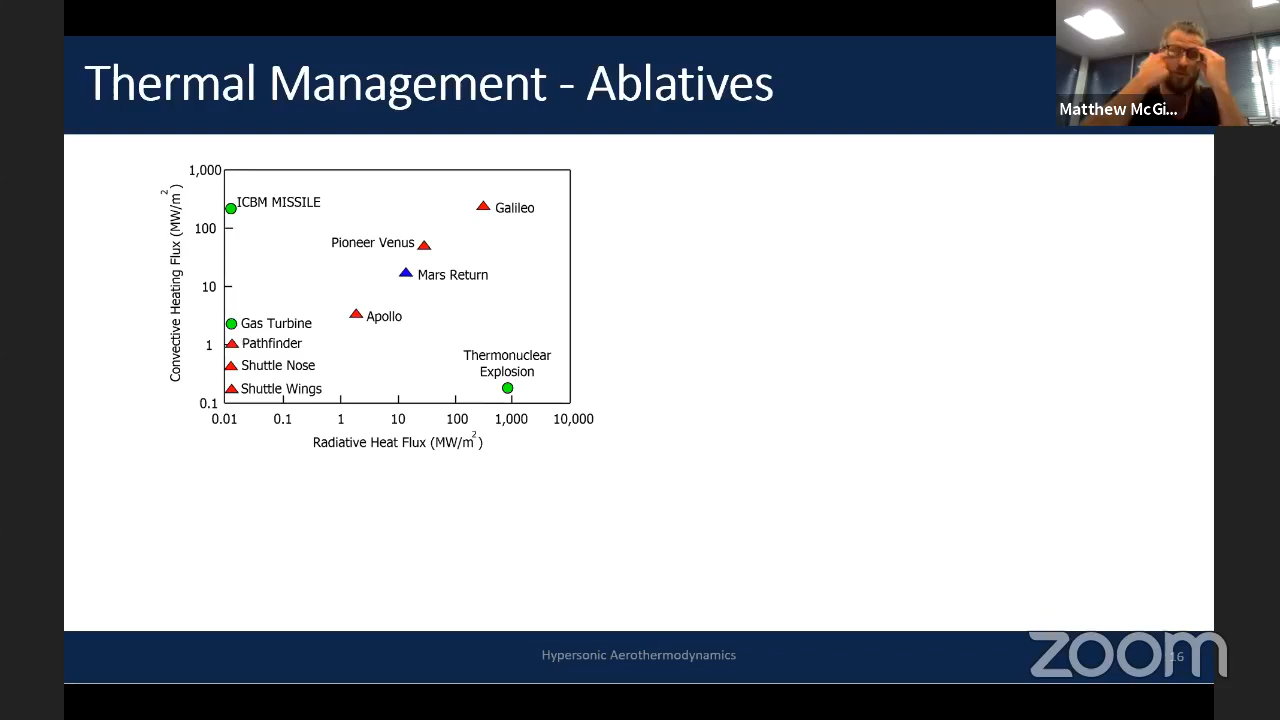 Thermal Management - Ablatives
Matthew McGi...
1,000
100
10
1
0.1
Convective Heating Flux (MW/m2)
ICBM MISSILE
Galileo
Pioneer Venus
Mars Return
Apollo
Gas Turbine
Pathfinder
Shuttle Nose
Shuttle Wings
Thermonuclear
Explosion
0.01 0.1 1 10 100 1,000 10,000
Radiative Heat Flux (MW/m2)
Hypersonic Aerothermodynamics
16
zoom